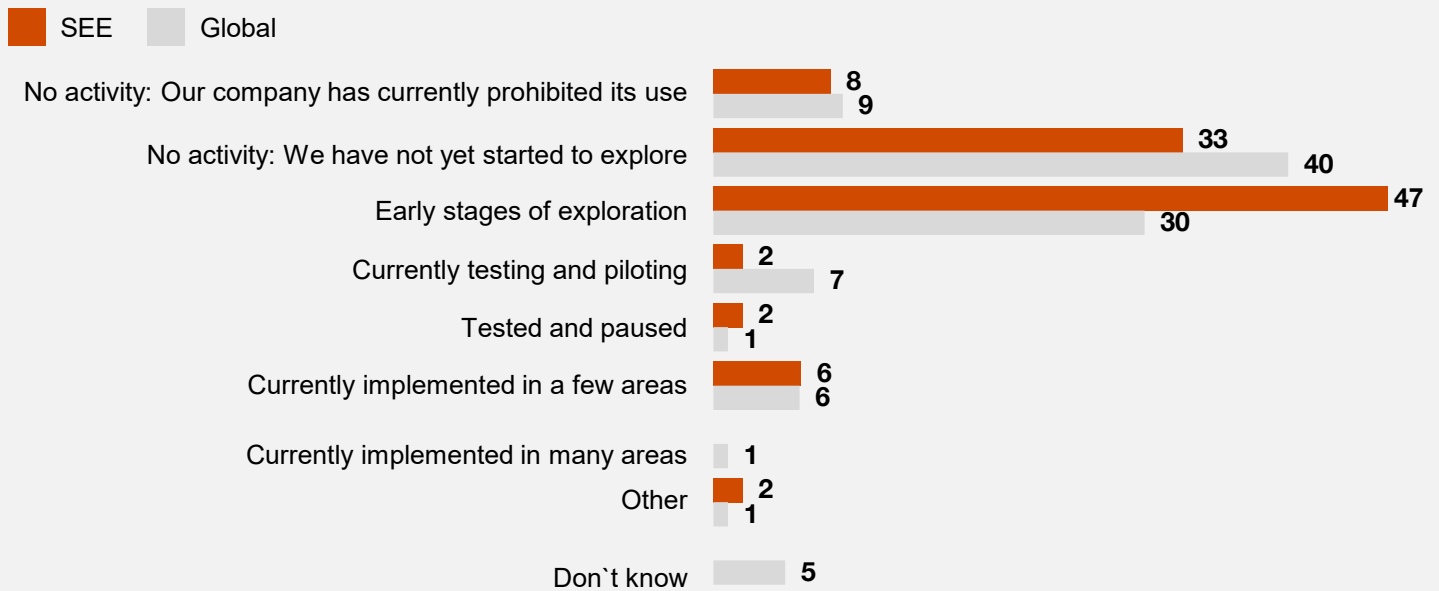 SEE Global
No activity: Our company has currently prohibited its use 8
9
No activity: We have not yet started to explore 33
40
Early stages of exploration 47
30
Currently testing and piloting 2
7
Tested and paused 2
1
Currently implemented in a few areas 6
6
Currently implemented in many areas 1
Other 2
1
Don`t know 5